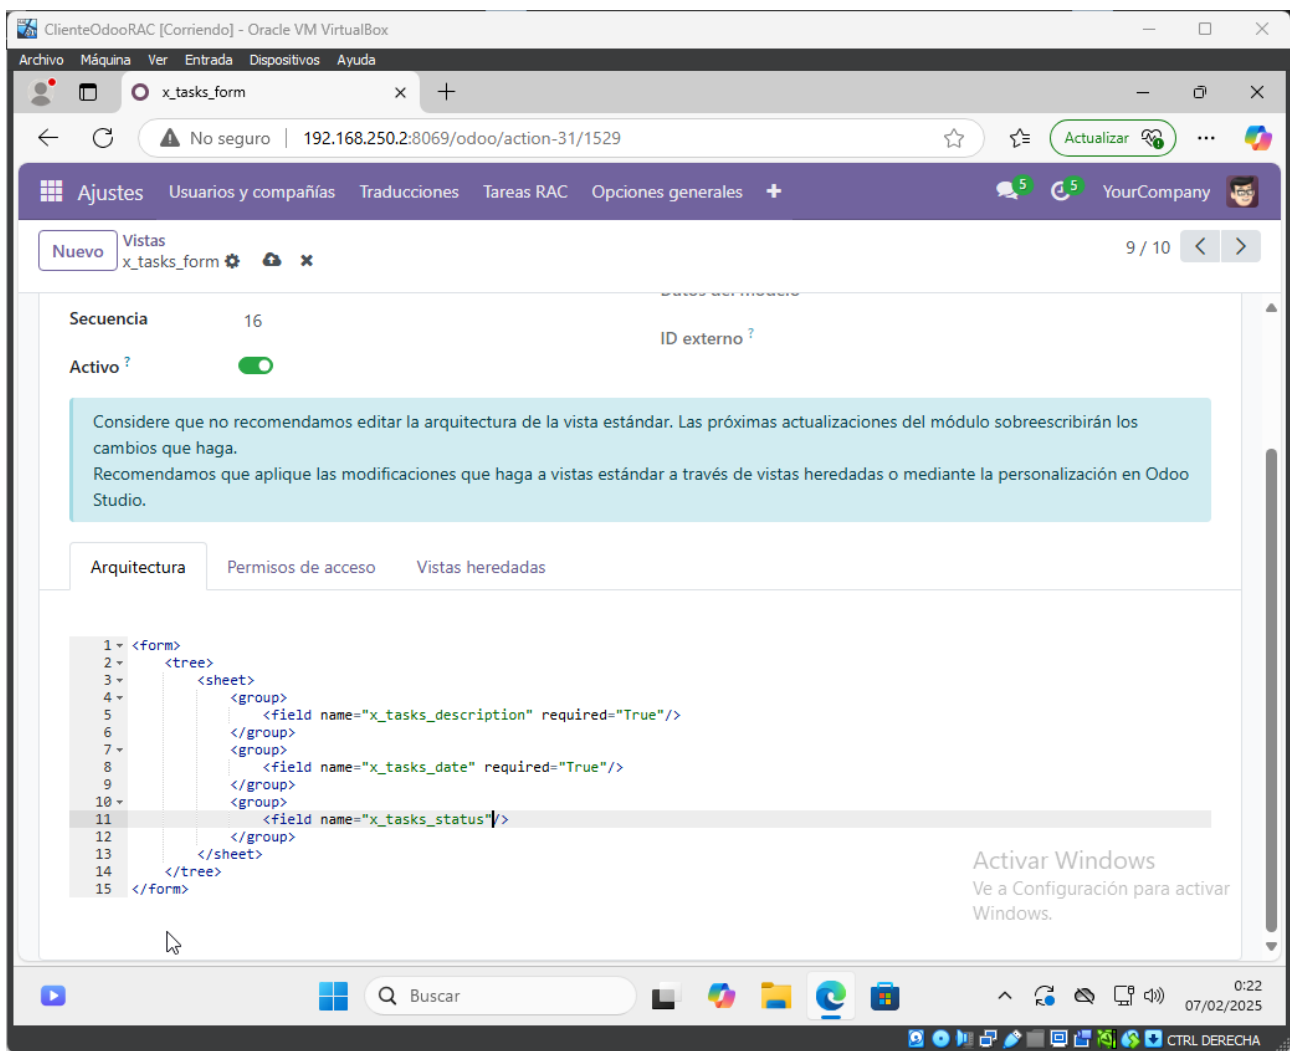 ClienteOdooRAC [Corriendo] - Oracle VM VirtualBox
Archivo Máquina Ver Entrada Dispositivos Ayuda
x_tasks_form
No seguro 192.168.250.2:8069/odoo/action-31/1529
Actualizar
Ajustes Usuarios y compañías Traducciones Tareas RAC Opciones generales 5 5 YourCompany
Nuevo
Vistas
x_tasks_form
9 / 10
Datos del modelo
Secuencia 16
ID externo ?
Activo ?
Considere que no recomendamos editar la arquitectura de la vista estándar. Las próximas actualizaciones del módulo sobreescribirán los
cambios que haga.
Recomendamos que aplique las modificaciones que haga a vistas estándar a través de vistas heredadas o mediante la personalización en Odoo
Studio.
Arquitectura Permisos de acceso Vistas heredadas
1 <form>
2 <tree>
3 <sheet>
4 <group>
5 <field name="x_tasks_description" required="True"/>
6 </group>
7 <group>
8 <field name="x_tasks_date" required="True"/>
9 </group>
10 <group>
11 <field name="x_tasks_status"/>
12 </group>
13 </sheet>
14 </tree>
15 </form>
Activar Windows
Ve a Configuración para activar
Windows.
Buscar
0:22
07/02/2025
CTRL DERECHA